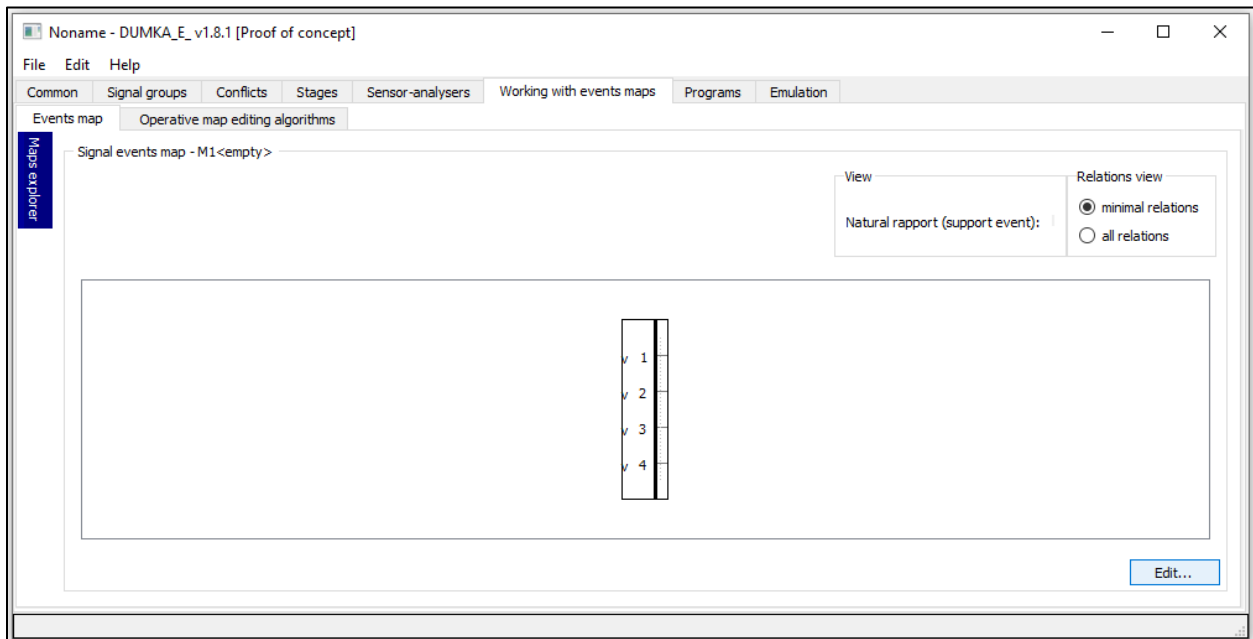 Noname - DUMKA_E_ v1.8.1 [Proof of concept]
File Edit Help
Common Signal groups Conflicts Stages Sensor-analysers Working with events maps Programs Emulation
Events map Operative map editing algorithms
Maps explorer
Signal events map - M1<empty>
View
Relations view
Natural rapport (support event):
minimal relations
all relations
v 1
v 2
v 3
v 4
Edit...